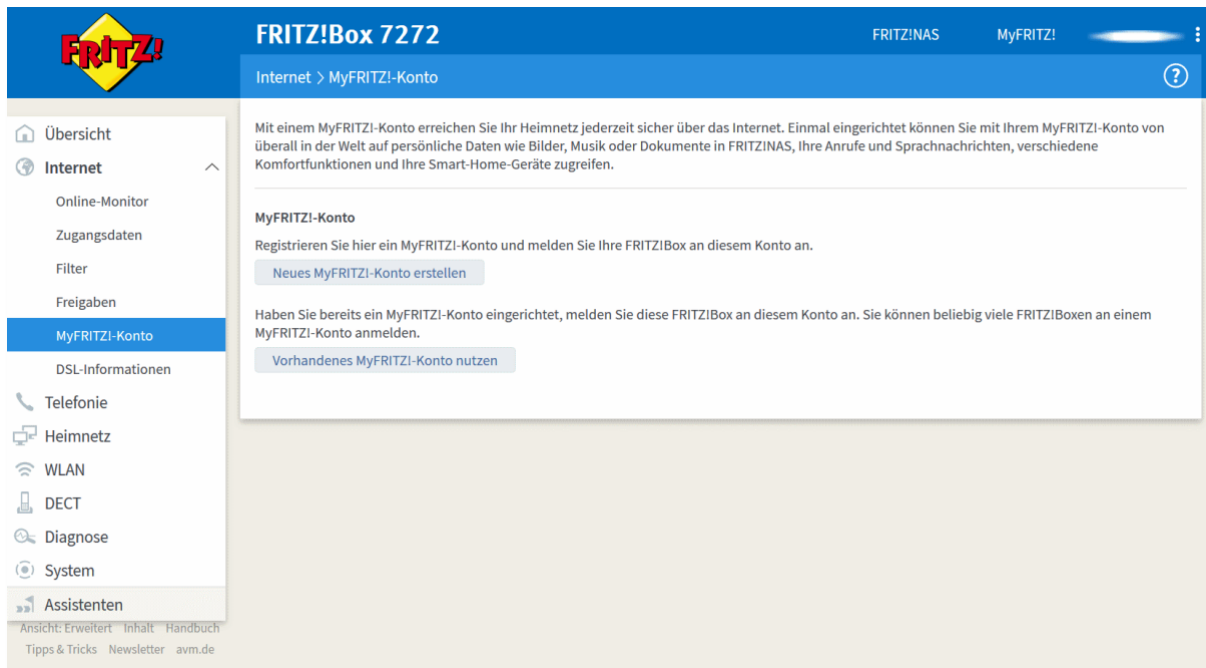 FRITZ!
FRITZ!Box 7272
FRITZ!NAS MyFRITZ!
Internet > MyFRITZ!-Konto
?
Übersicht
Internet
Online-Monitor
Zugangsdaten
Filter
Freigaben
MyFRITZ!-Konto
DSL-Informationen
Telefonie
Heimnetz
WLAN
DECT
Diagnose
System
Assistenten
Ansicht: Erweitert Inhalt Handbuch
Tipps & Tricks Newsletter avm.de
Mit einem MyFRITZ!-Konto erreichen Sie Ihr Heimnetz jederzeit sicher über das Internet. Einmal eingerichtet können Sie mit Ihrem MyFRITZ!-Konto von
überall in der Welt auf persönliche Daten wie Bilder, Musik oder Dokumente in FRITZ!NAS, Ihre Anrufe und Sprachnachrichten, verschiedene
Komfortfunktionen und Ihre Smart-Home-Geräte zugreifen.
MyFRITZ!-Konto
Registrieren Sie hier ein MyFRITZ!-Konto und melden Sie Ihre FRITZ!Box an diesem Konto an.
Neues MyFRITZ!-Konto erstellen
Haben Sie bereits ein MyFRITZ!-Konto eingerichtet, melden Sie diese FRITZ!Box an diesem Konto an. Sie können beliebig viele FRITZ!Boxen an einem
MyFRITZ!-Konto anmelden.
Vorhandenes MyFRITZ!-Konto nutzen